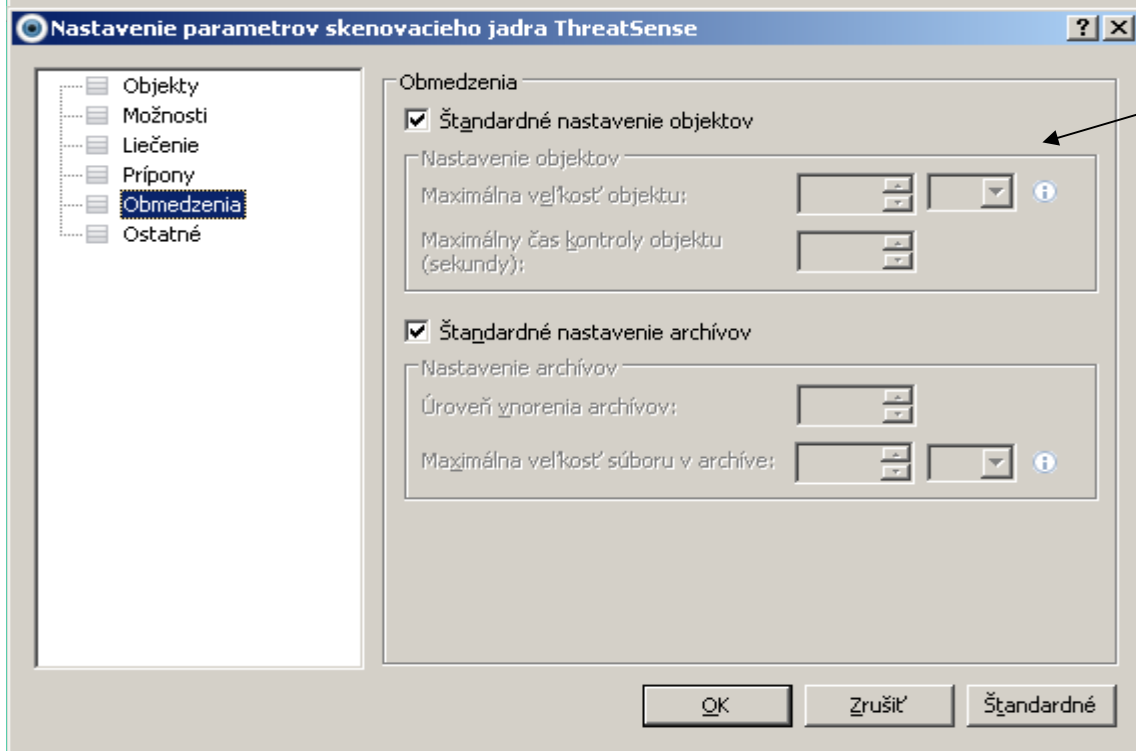 Nastavenie parametrov skenovacieho jadra ThreatSense
Objekty
Možnosti
Liečenie
Prípony
Obmedzenia
Ostatné
Obmedzenia
Štandardné nastavenie objektov
Nastavenie objektov
Maximálna veľkosť objektu:
Maximálny čas kontroly objektu
(sekundy):
Štandardné nastavenie archívov
Nastavenie archívov
Úroveň vnorenia archívov:
Maximálna veľkosť súboru v archíve:
OK
Zrušiť
Štandardné